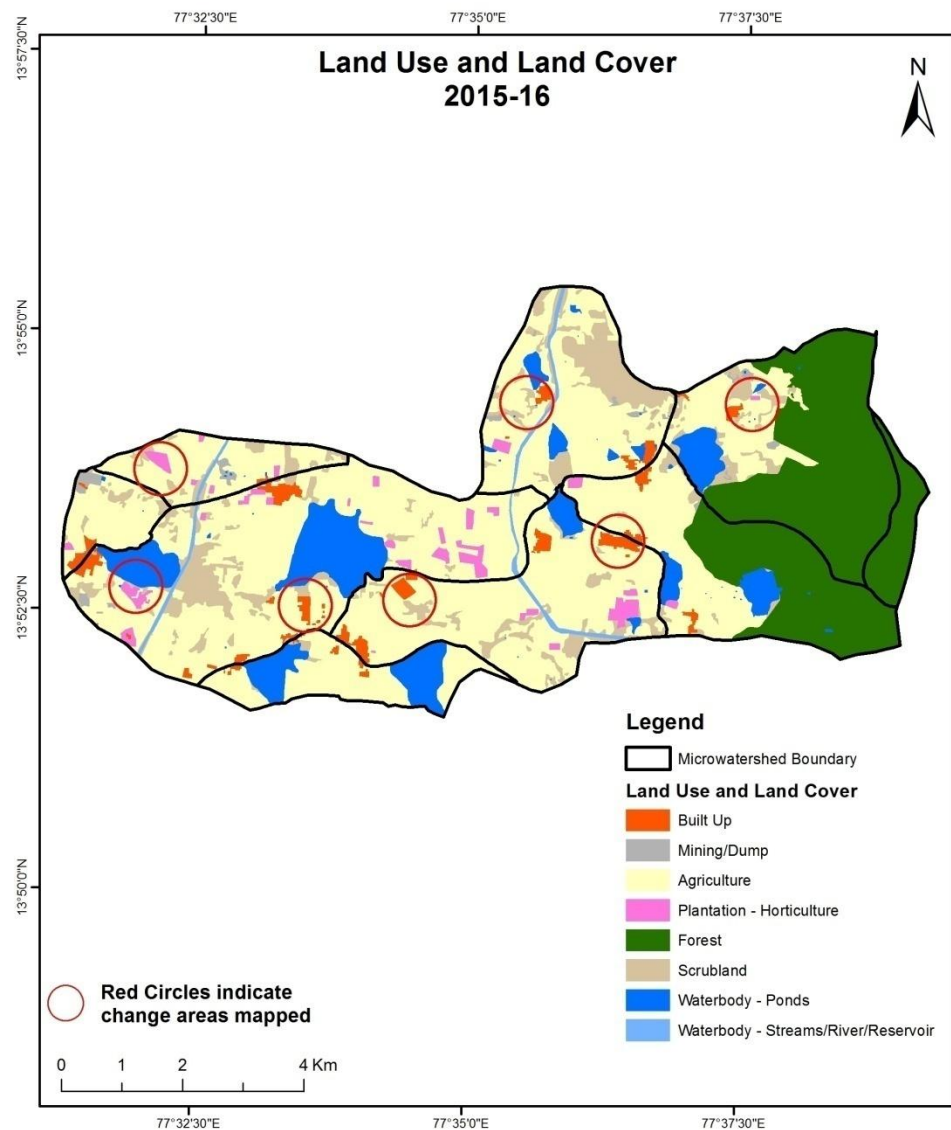 77°32'30"E
77°35'0"E
77°37'30"E
13°57'30"N
Land Use and Land Cover
2015-16
N
13°55'0"N
13°52'30"N
13°50'0"N
Legend
Microwatershed Boundary
Land Use and Land Cover
Built Up
Mining/Dump
Agriculture
Plantation - Horticulture
Forest
Scrubland
Waterbody - Ponds
Waterbody - Streams/River/Reservoir
Red Circles indicate
change areas mapped
0 1 2 4 Km
77°32'30"E
77°35'0"E
77°37'30"E